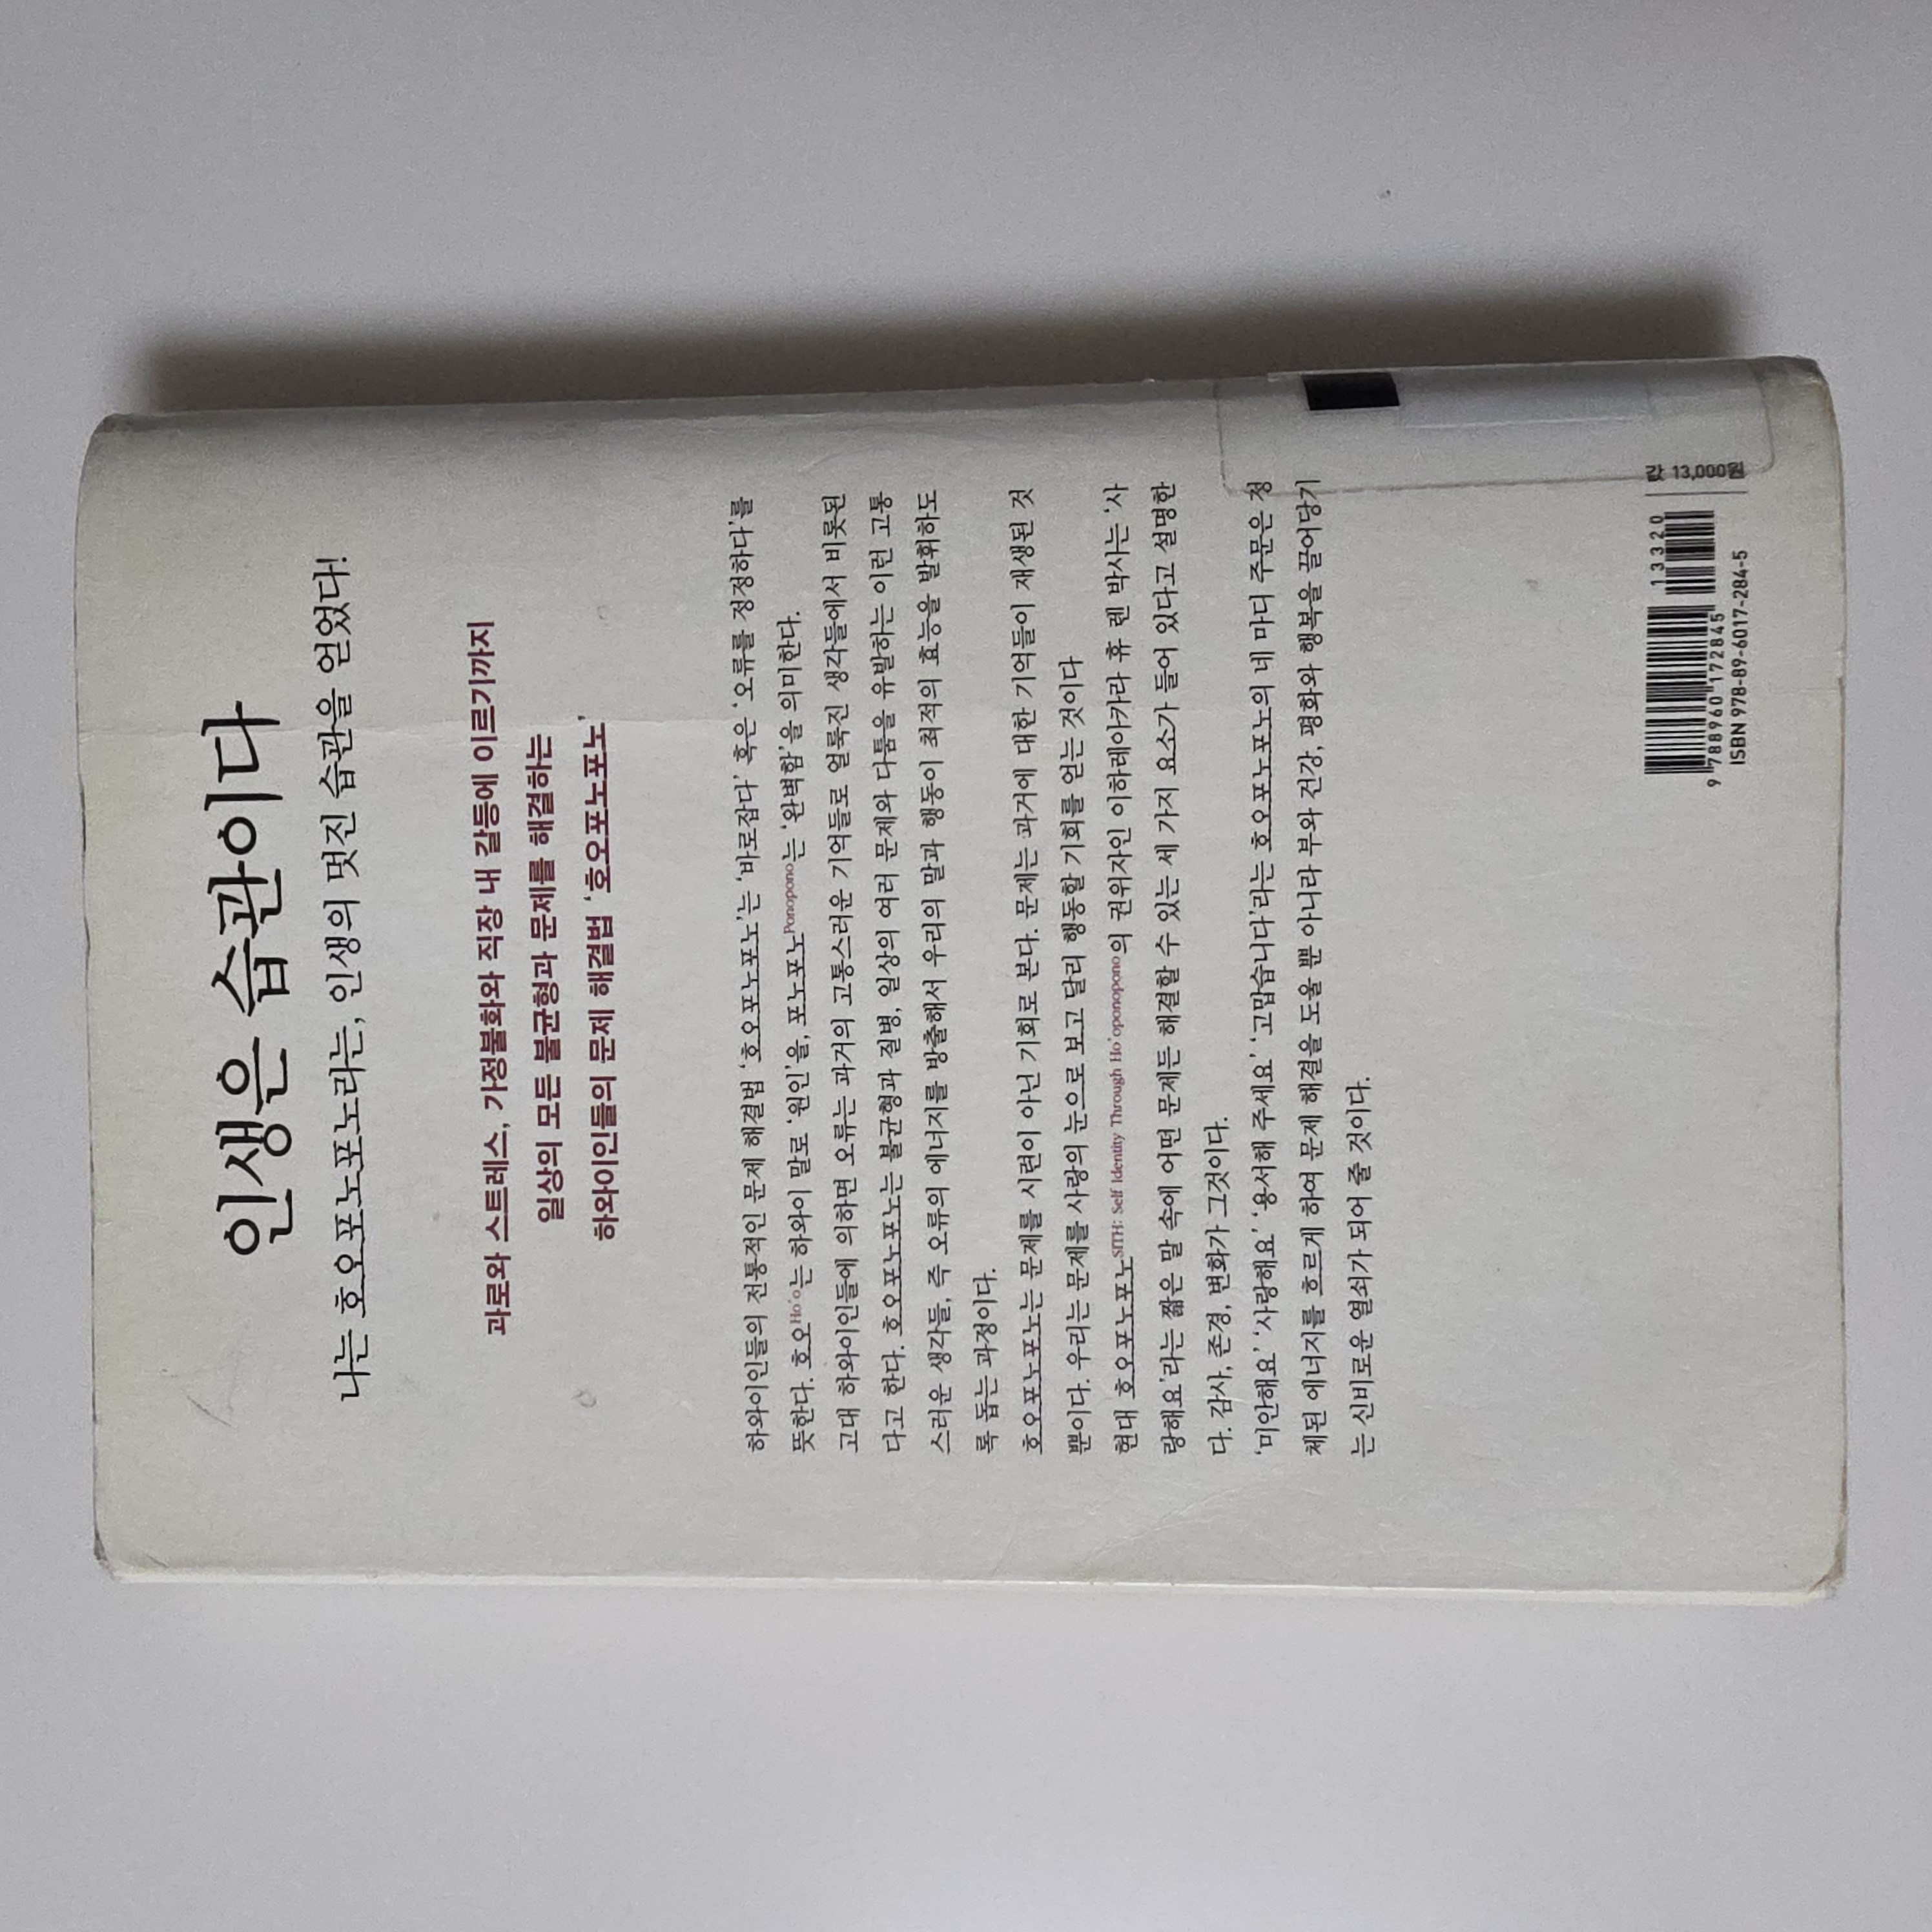 인생은 습관이다
나는 호오포노포노라는, 인생의 멋진 습관을 얻었다!
과로와 스트레스, 가정불화와 직장 내 갈등에 이르기까지
일상의 모든 불균형과 문제를 해결하는
하와이인들의 문제 해결법 ‘호오포노포노’
하와이인들의 전통적인 문제 해결법 ‘호오포노포노’는 ‘바로잡다’ 혹은 ‘오류를 정정하다’를
뜻한다. 호오Ho´o는 하와이 말로 ‘원인’을, 포노포노Ponopono는 ‘완벽함’을 의미한다.
고대 하와이인들에 의하면 오류는 과거의 고통스러운 기억들로 얼룩진 생각들에서 비롯된
다고 한다. 호오포노포노는 불균형과 질병, 일상의 여러 문제와 다툼을 유발하는 이런 고통
스러운 생각들, 즉 오류의 에너지를 방출해서 우리의 말과 행동이 최적의 효능을 발휘하도
록 돕는 과정이다.
호오포노포노는 문제를 시련이 아닌 기회로 본다. 문제는 과거에 대한 기억들이 재생된 것
뿐이다. 우리는 문제를 사랑의 눈으로 보고 달리 행동할 기회를 얻는 것이다
현대 호오포노포노SITH: Self Identity Through Ho´oponopono의 권위자인 이하레아카라 휴 렌 박사는 ‘사
랑해요’라는 짧은 말 속에 어떤 문제든 해결할 수 있는 세 가지 요소가 들어 있다고 설명한
다. 감사, 존경, 변화가 그것이다.
‘미안해요’ ‘사랑해요’ ‘용서해 주세요’ ‘고맙습니다’라는 호오포노포노의 네 마디 주문은 정
체된 에너지를 흐르게 하여 문제 해결을 도울 뿐 아니라 부와 건강, 평화와 행복을 끌어당기
는 신비로운 열쇠가 되어 줄 것이다.
13320
값 13,000원
9 788960 172845
ISBN 978-89-6017-284-5